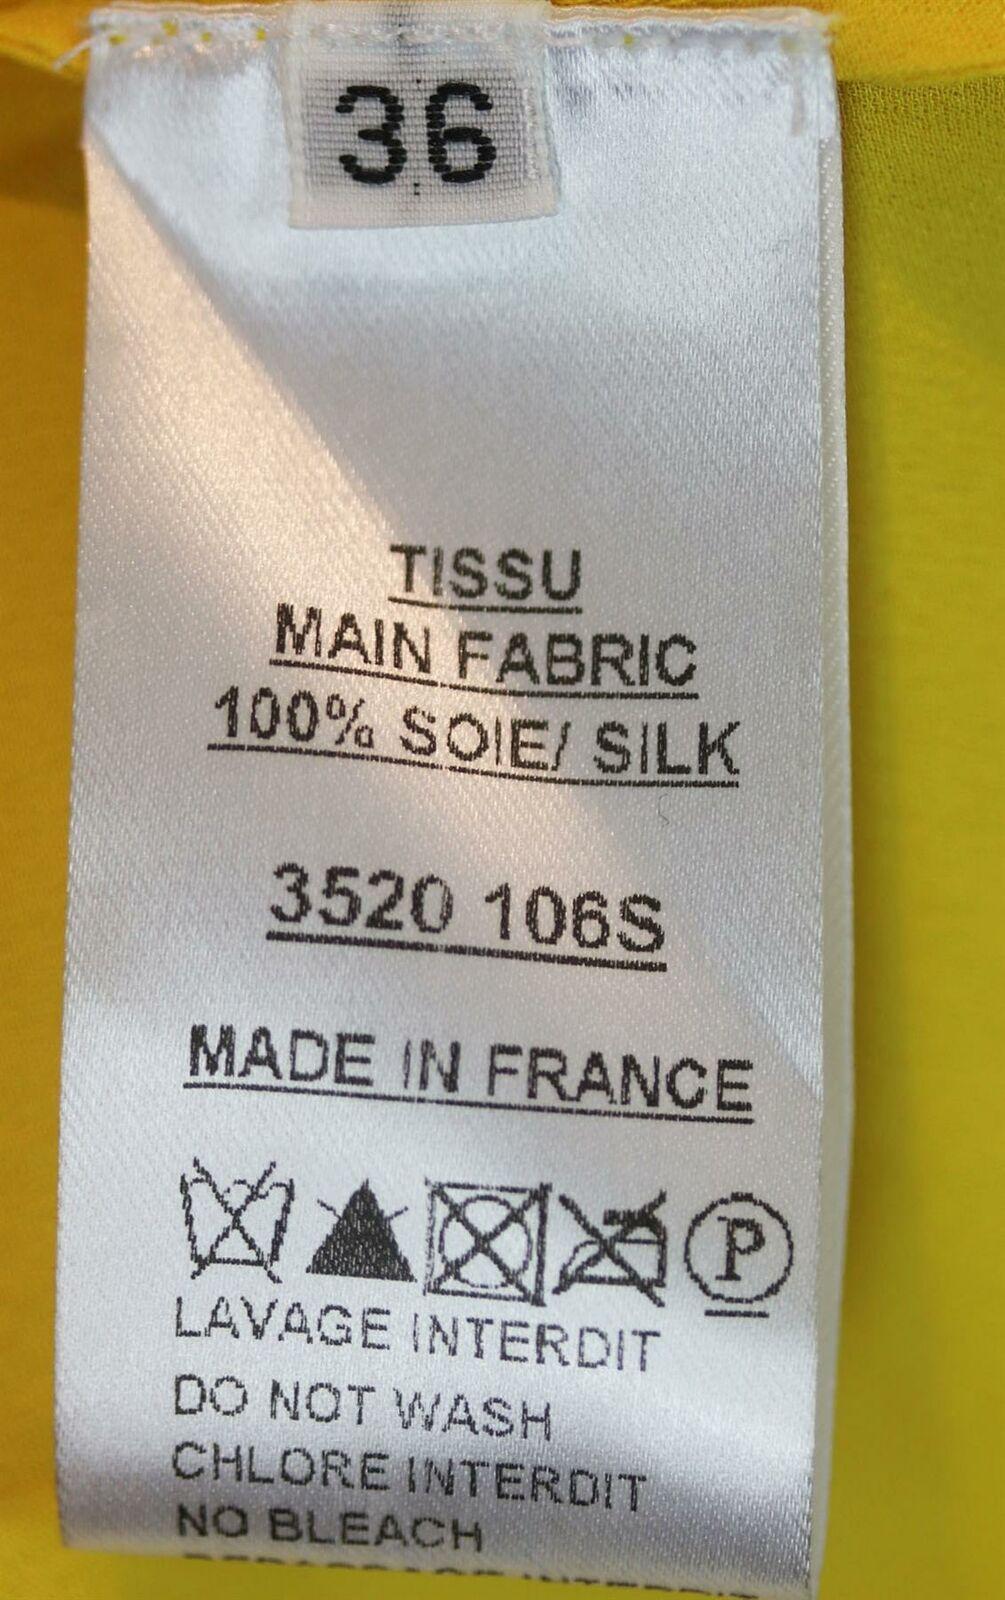 36
TISSU
MAIN FABRIC
100% SOIE/ SILK
3520 106S
MADE IN FRANCE
P
LAVAGE INTERDIT
DO NOT WASH
CHLORE INTERDIT
NO BLEACH